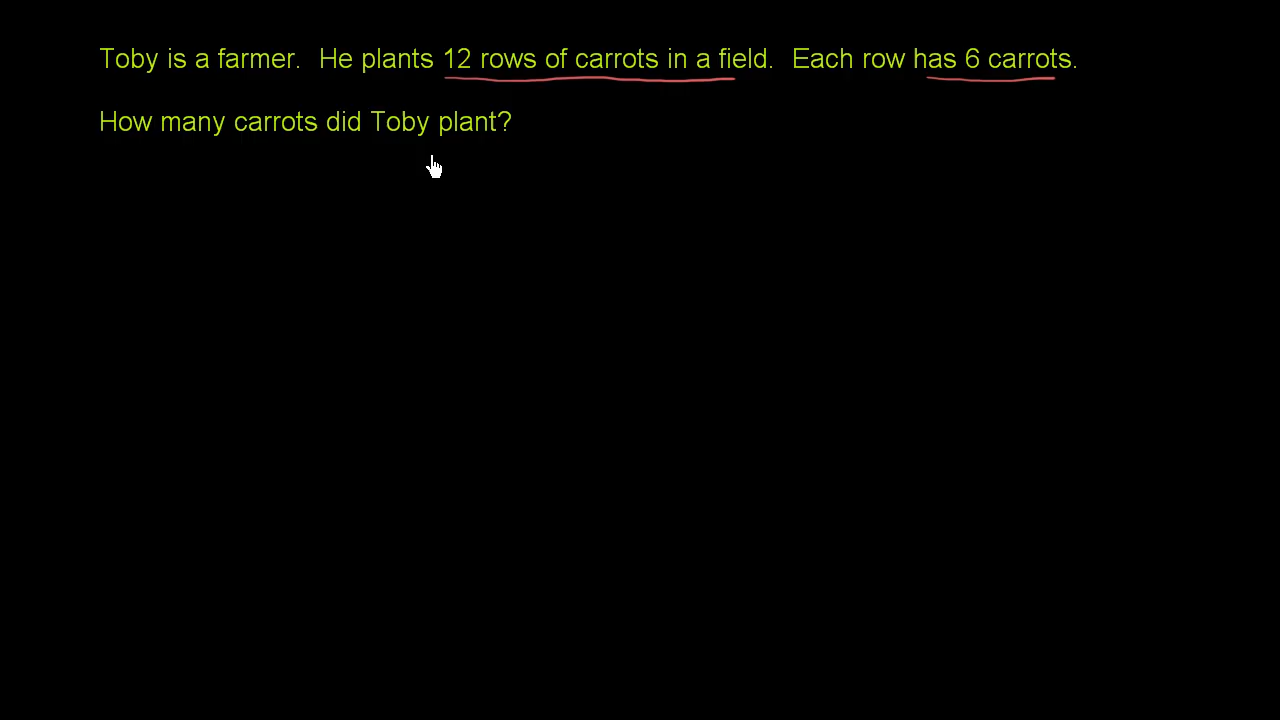 Toby is a farmer.  He plants 12 rows of carrots in a field.  Each row has 6 carrots.
How many carrots did Toby plant?